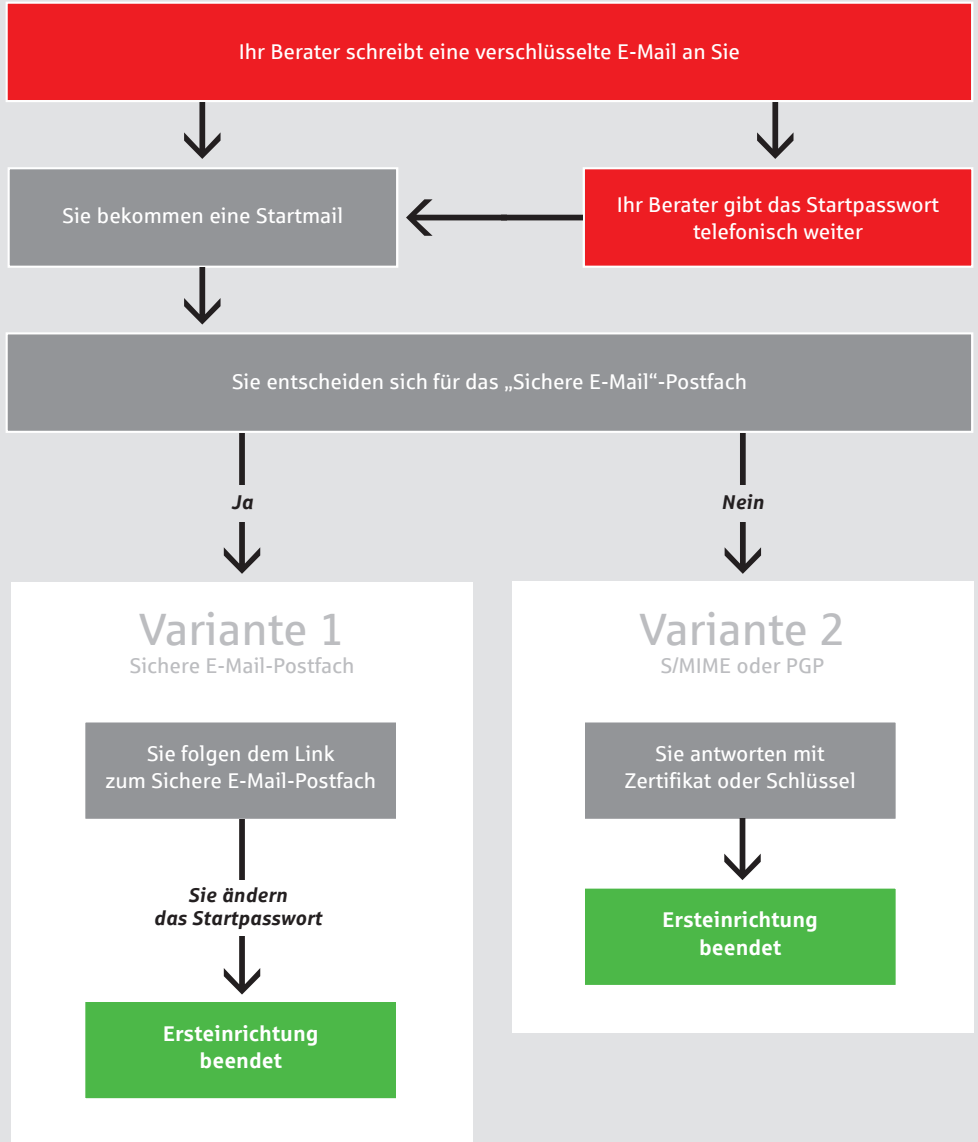 Ihr Berater schreibt eine verschlüsselte E-Mail an Sie
Sie bekommen eine Startmail
Ihr Berater gibt das Startpasswort
telefonisch weiter
Sie entscheiden sich für das „Sichere E-Mail“-Postfach
Ja
Nein
Variante 1
Sichere E-Mail-Postfach
Sie folgen dem Link
zum Sichere E-Mail-Postfach
Sie ändern
das Startpasswort
Ersteinrichtung
beendet
Variante 2
S/MIME oder PGP
Sie antworten mit
Zertifikat oder Schlüssel
Ersteinrichtung
beendet